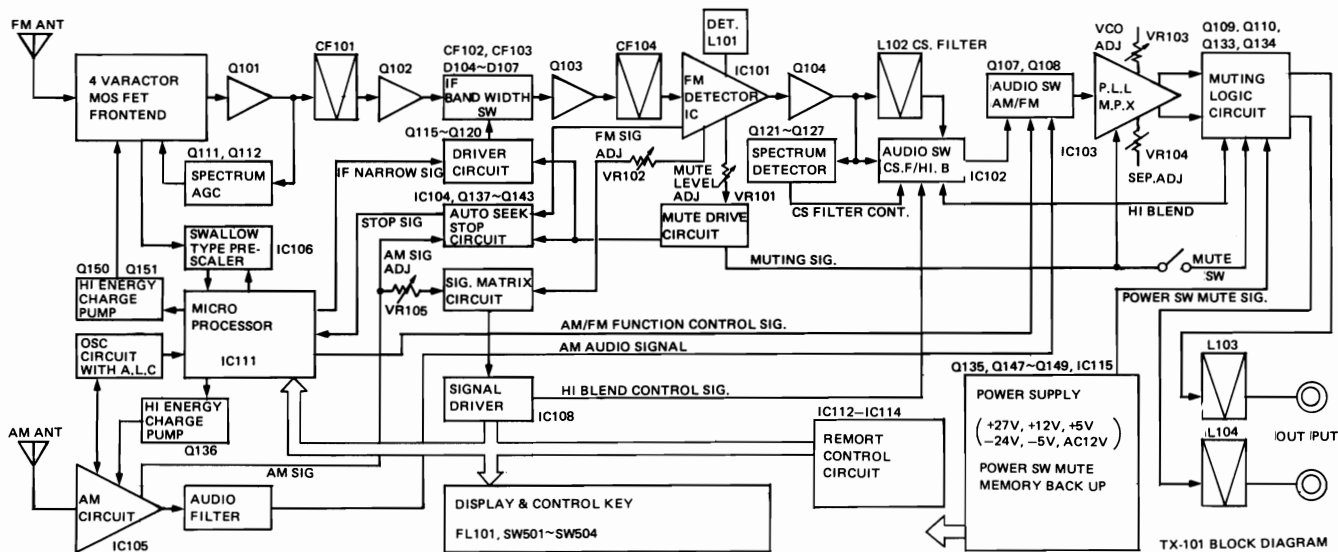 FM ANT
4 VARACTOR
MOS FET
FRONTEND
Q101
CF101
Q102
CF102, CF103
D104~D107
IF
BAND WIDTH
SW
Q103
CF104
DET.
L101
FM
DETECTOR
IC
IC101
Q104
L102 CS. FILTER
Q107, Q108
AUDIO SW
AM/FM
VCO
ADJ
VR103
P.L.L
M.P.X
IC103
VR104
SEP. ADJ
Q109. Q110,
Q133, Q134
MUTING
LOGIC
CIRCUIT
Q111, Q112
SPECTRUM
AGC
Q115~Q120
DRIVER
CIRCUIT
IF NARROW SIG
FM SIG
ADJ
VR102
MUTE
LEVEL
ADJ
VR101
Q121~Q127
SPECTRUM
DETECTOR
AUDIO SW
CS.F/HI. B
IC102
CS FILTER CONT.
HI BLEND
IC104, Q137~Q143
AUTO SEEK
STOP
CIRCUIT
STOP SIG
MUTE DRIVE
CIRCUIT
MUTING SIG.
MUTE
SW
POWER SW MUTE SIG.
SWALLOW
TYPE PRE-
SCALER
IC106
Q150
Q151
HI ENERGY
CHARGE
PUMP
MICRO
PROCESSOR
IC111
AM SIG
ADJ
VR105
SIG. MATRIX
CIRCUIT
AM/FM FUNCTION CONTROL SIG.
AM AUDIO SIGNAL
OSC
CIRCUIT
WITH A.L.C
HI ENERGY
CHARGE
PUMP
Q136
SIGNAL
DRIVER
IC108
HI BLEND CONTROL SIG.
IC112—IC114
REMORT
CONTROL
CIRCUIT
Q135, Q147~Q149, IC115
POWER SUPPLY
+27V, +12V, +5V
−24V, −5V, AC12V
POWER SW MUTE
MEMORY BACK UP
L103
L104
OUT PUT
AM ANT
AM
CIRCUIT
IC105
AM SIG
AUDIO
FILTER
DISPLAY & CONTROL KEY
FL101, SW501~SW504
TX-101 BLOCK DIAGRAM